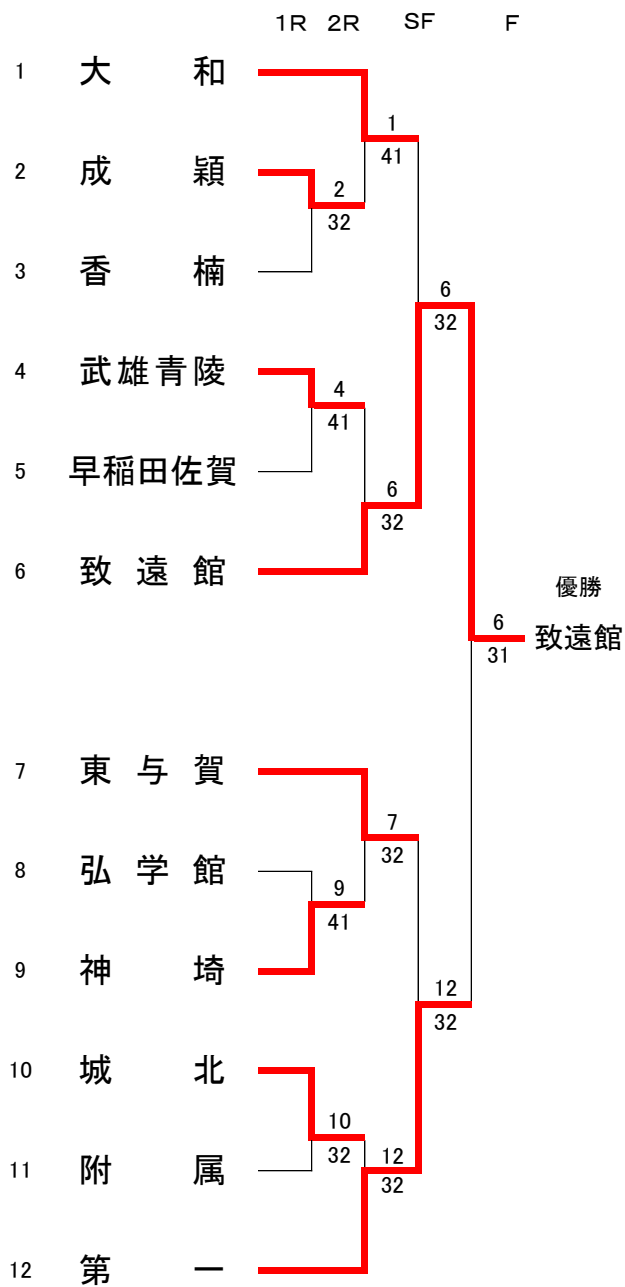 1R 2R SF F
1 大和
1
41
2 成穎
2
32
3 香楠
6
32
4 武雄青陵
4
41
5 早稲田佐賀
6
32
6 致遠館
優勝
6
31
致遠館
7 東与賀
7
32
8 弘学館
9
41
9 神埼
12
32
10 城北
10
32
12
32
11 附属
12 第一